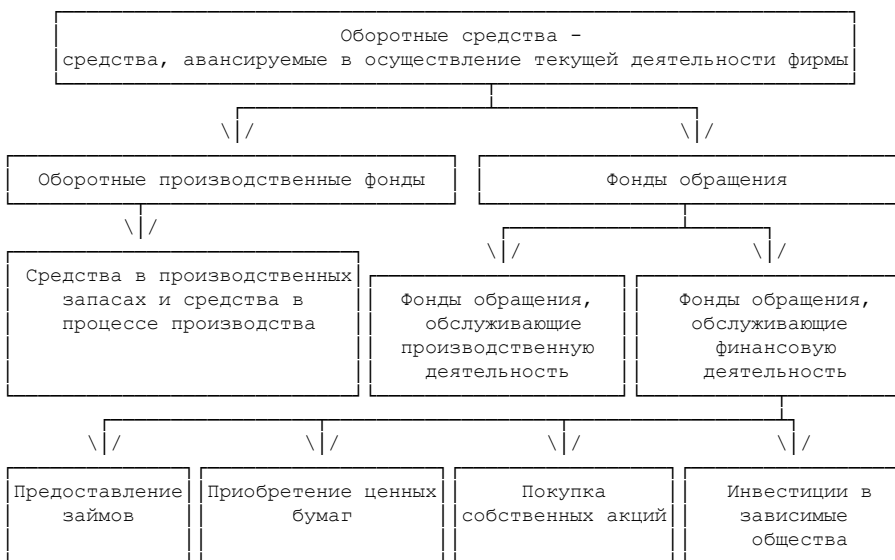 Оборотные средства -
средства, авансируемые в осуществление текущей деятельности фирмы
Оборотные производственные фонды
Фонды обращения
Средства в производственных
запасах и средства в
процессе производства
Фонды обращения,
обслуживающие
производственную
деятельность
Фонды обращения,
обслуживающие
финансовую
деятельность
Предоставление
займов
Приобретение ценных
бумаг
Покупка
собственных акций
Инвестиции в
зависимые
общества